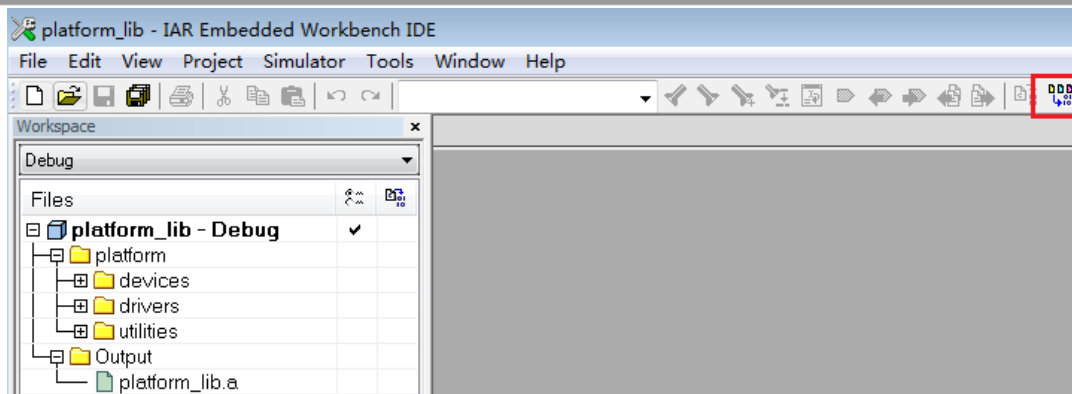 platform_lib - IAR Embedded Workbench IDE
File Edit View Project Simulator Tools Window Help
Workspace
Debug
Files
platform_lib - Debug
platform
devices
drivers
utilities
Output
platform_lib.a